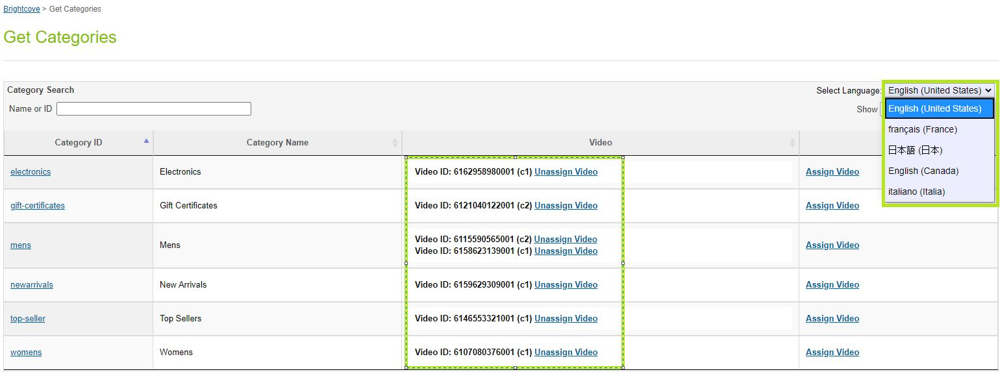 Brightcove > Get Categories
Get Categories
Category Search
Select Language: English (United States)
Name or ID
Show
English (United States)
français (France)
日本語 (日本)
English (Canada)
italiano (Italia)
Category ID Category Name Video
electronics Electronics Video ID: 6162958980001 (c1) Unassign Video Assign Video
gift-certificates Gift Certificates Video ID: 6121040122001 (c2) Unassign Video Assign Video
mens Mens Video ID: 6115590565001 (c2) Unassign Video Assign Video
Video ID: 6158623139001 (c1) Unassign Video
newarrivals New Arrivals Video ID: 6159629309001 (c1) Unassign Video Assign Video
top-seller Top Sellers Video ID: 6146553321001 (c1) Unassign Video Assign Video
womens Womens Video ID: 6107080376001 (c1) Unassign Video Assign Video